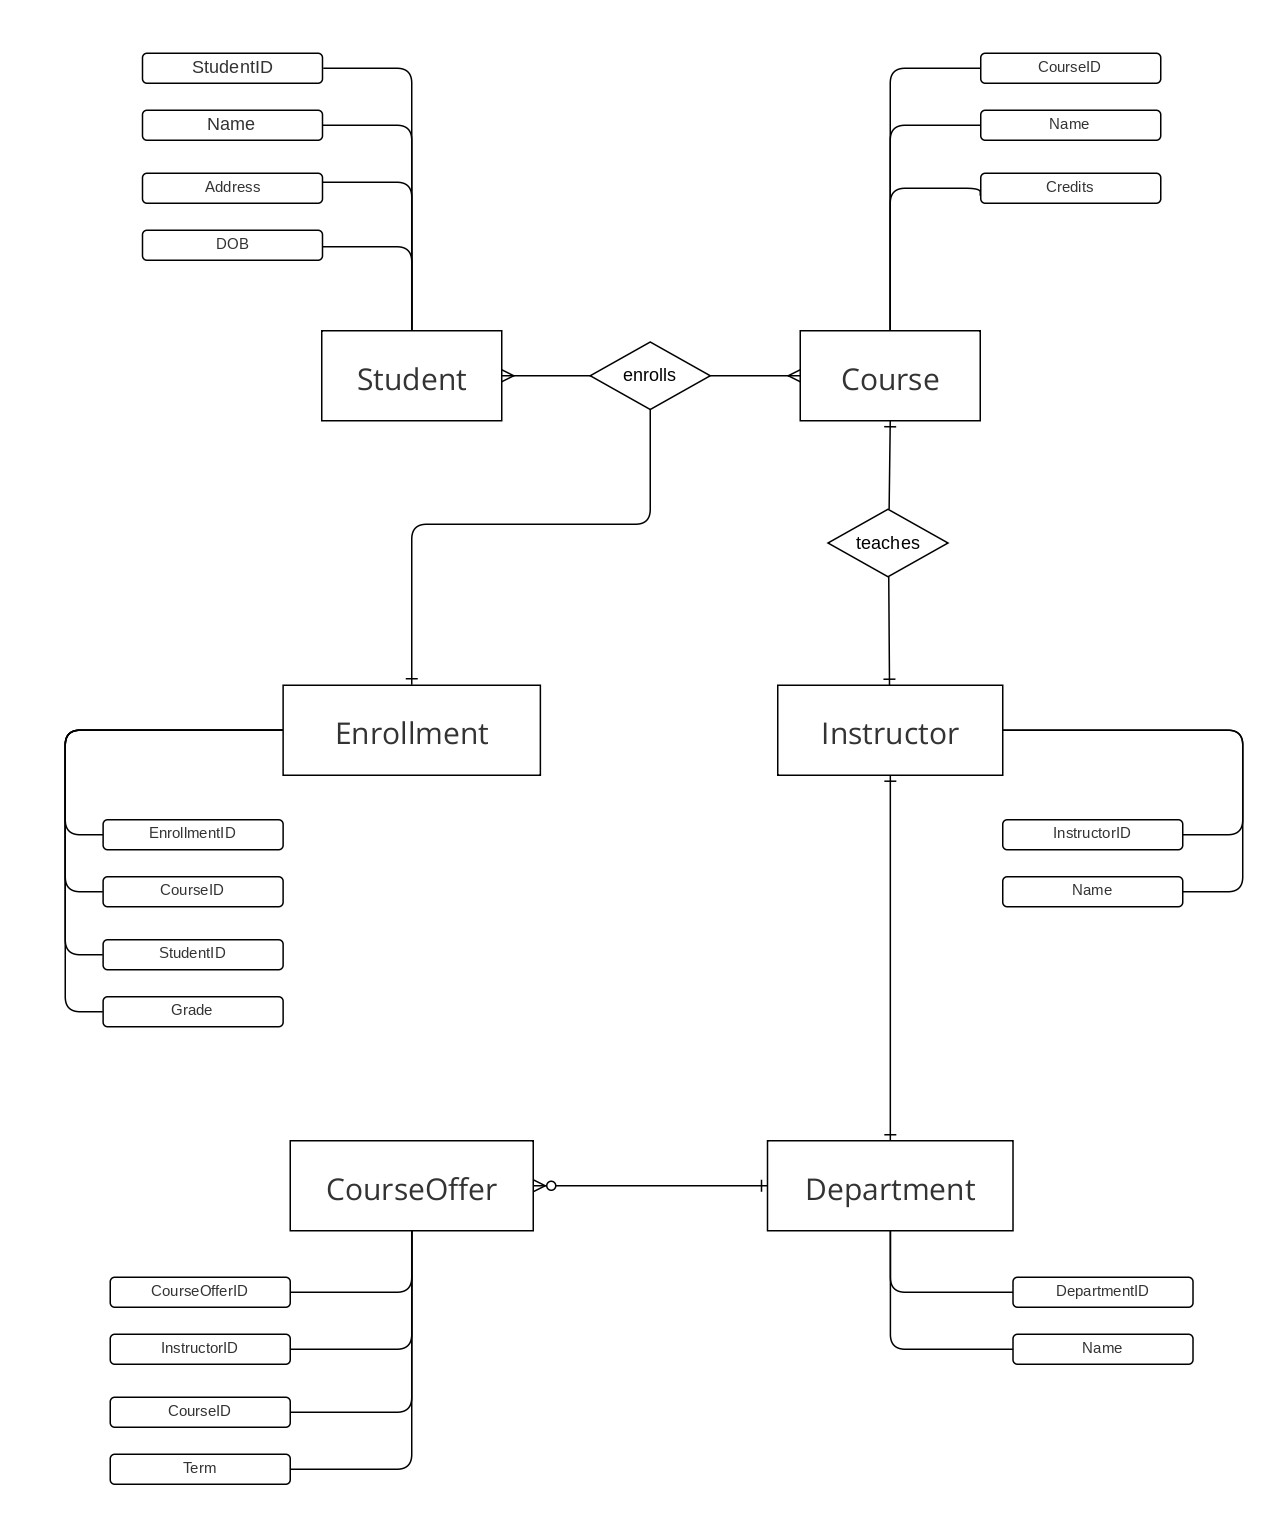 StudentID
Name
Address
DOB
CourseID
Name
Credits
Student
enrolls
Course
teaches
Enrollment
Instructor
EnrollmentID
CourseID
StudentID
Grade
InstructorID
Name
CourseOffer
Department
CourseOfferID
InstructorID
CourseID
Term
DepartmentID
Name